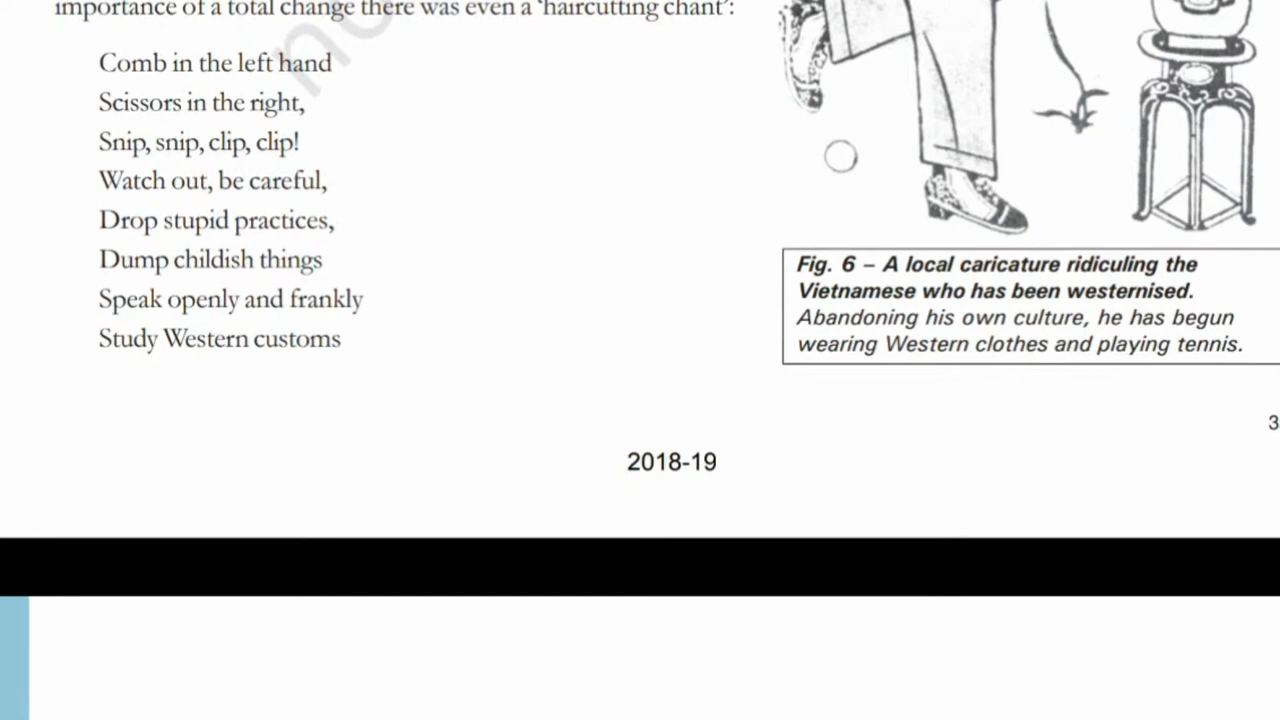 importance of a total change there was even a 'haircutting chant':
Comb in the left hand
Scissors in the right,
Snip, snip, clip, clip!
Watch out, be careful,
Drop stupid practices,
Dump childish things
Speak openly and frankly
Study Western customs
Fig. 6 – A local caricature ridiculing the
Vietnamese who has been westernised.
Abandoning his own culture, he has begun
wearing Western clothes and playing tennis.
3
2018-19